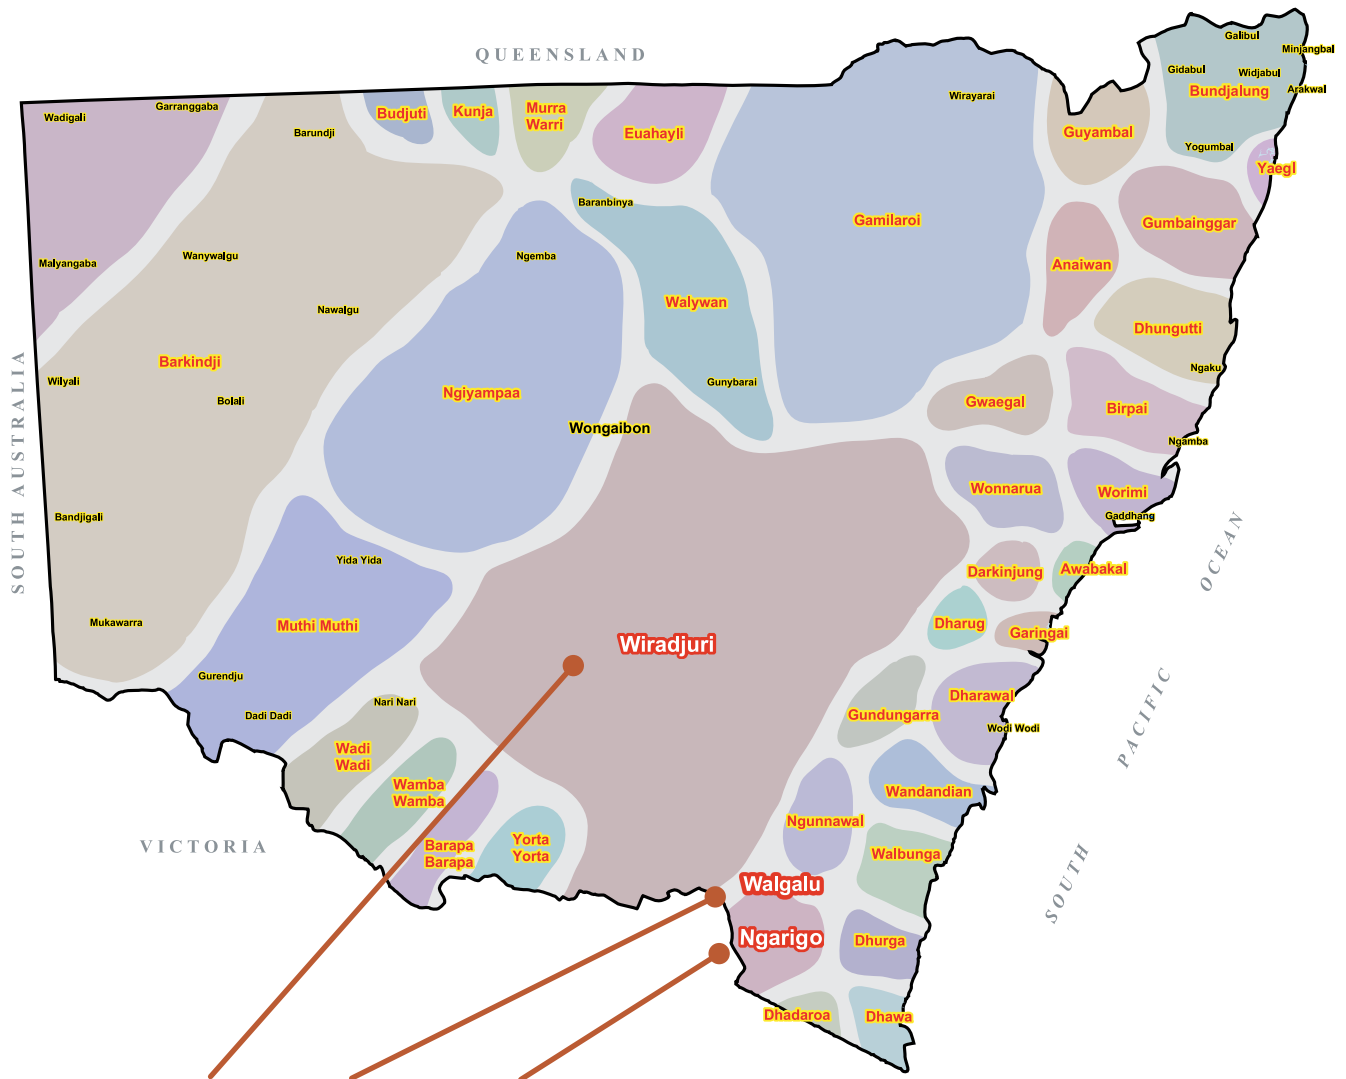 QUEENSLAND
Galibul
Minjangbal
Gidabul
Widjabul
Bundjalung
Arakwal
Wirayarai
Garranggaba
Wadigali
Budjuti
Kunja
Murra
Warri
Euahayli
Barundji
Guyambal
Yogumbal
Yaegl
Baranbinya
Gamilaroi
Gumbainggar
Malyangaba
Wanywalgu
Ngemba
Anaiwan
Nawalgu
Walywan
Dhungutti
Barkindji
Ngaku
Wilyali
Bolali
Ngiyampaa
Gunybarai
Gwaegal
Birpai
SOUTH AUSTRALIA
Wongaibon
Ngamba
Wonnarua
Worimi
Bandjigali
Gaddhang
Yida Yida
Darkinjung
Awabakal
Mukawarra
Muthi Muthi
Wiradjuri
Dharug
Garingai
Gurendju
Nari Nari
Dadi Dadi
Gundungarra
Dharawal
Wodi Wodi
Wadi
Wadi
Wamba
Wamba
Wandandian
Ngunnawal
VICTORIA
Barapa
Barapa
Yorta
Yorta
Walbunga
Walgalu
Ngarigo
Dhurga
Dhadaroa
Dhawa
SOUTH PACIFIC OCEAN